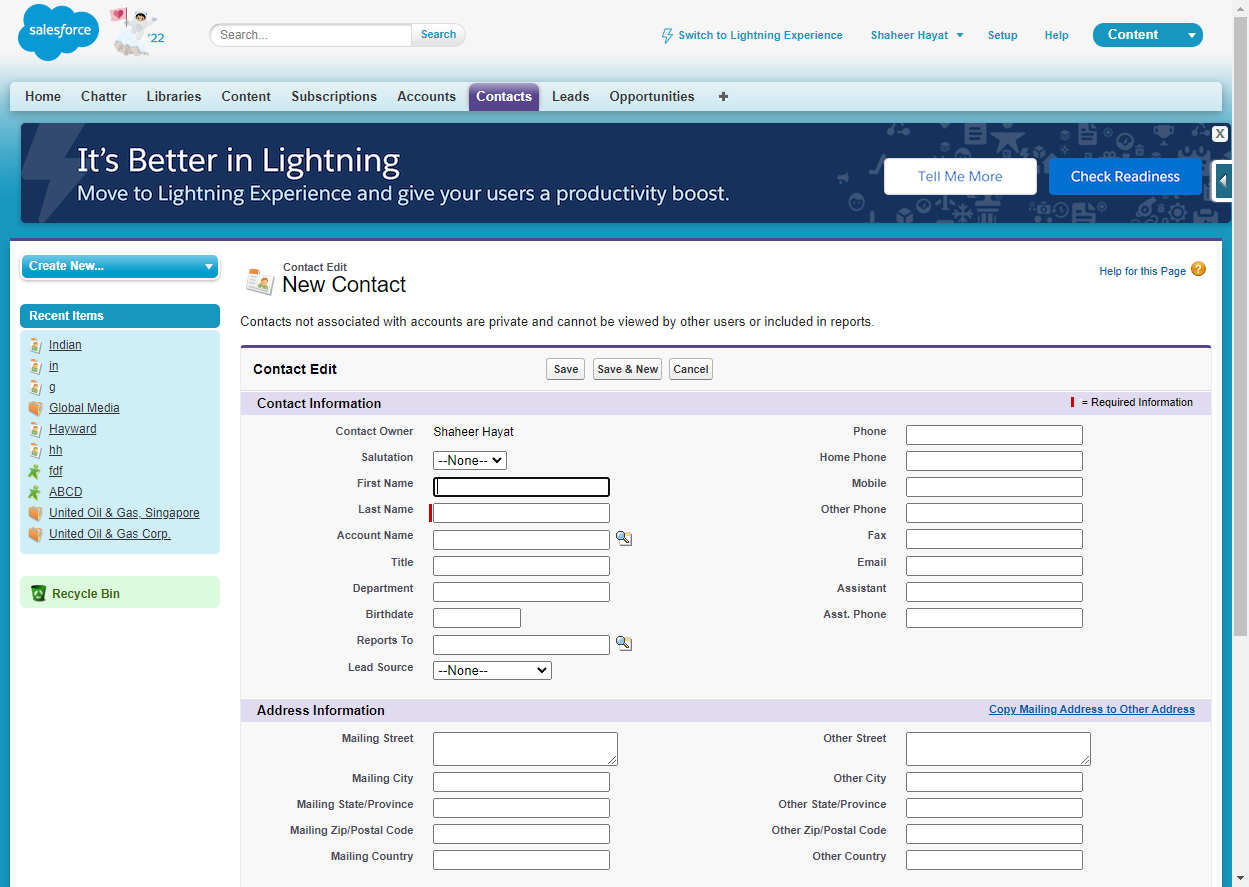 salesforce
'22
Search...
Search
Switch to Lightning Experience
Shaheer Hayat
Setup
Help
Content
Home Chatter Libraries Content Subscriptions Accounts Contacts Leads Opportunities +
It's Better in Lightning
Move to Lightning Experience and give your users a productivity boost.
Tell Me More
Check Readiness
X
Create New...
Recent Items
Indian
in
g
Global Media
Hayward
hh
fdf
ABCD
United Oil & Gas, Singapore
United Oil & Gas Corp.
Recycle Bin
Contact Edit
New Contact
Help for this Page ?
Contacts not associated with accounts are private and cannot be viewed by other users or included in reports.
Contact Edit
Save
Save & New
Cancel
Contact Information
= Required Information
Contact Owner Shaheer Hayat
Phone
Salutation --None--
Home Phone
First Name
Mobile
Last Name
Other Phone
Account Name
Fax
Title
Email
Department
Assistant
Birthdate
Asst. Phone
Reports To
Lead Source --None--
Address Information
Copy Mailing Address to Other Address
Mailing Street
Other Street
Mailing City
Other City
Mailing State/Province
Other State/Province
Mailing Zip/Postal Code
Other Zip/Postal Code
Mailing Country
Other Country